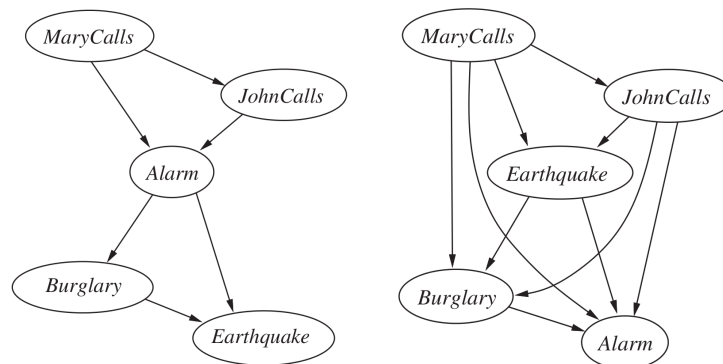 MaryCalls
JohnCalls
Alarm
Burglary
Earthquake
MaryCalls
JohnCalls
Earthquake
Burglary
Alarm